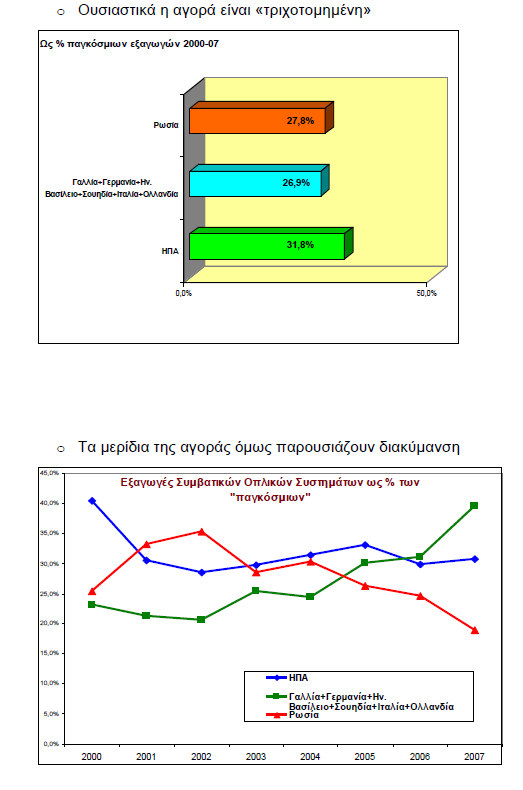 o Ουσιαστικά η αγορά είναι «τριχοτομημένη»
Ως % παγκόσμιων εξαγωγών 2000-07
Ρωσία
27,8%
Γαλλία+Γερμανία+Ην.
Βασίλειο+Σουηδία+Ιταλία+Ολλανδία
26,9%
ΗΠΑ
31,8%
0,0%
50,0%
o Τα μερίδια της αγοράς όμως παρουσιάζουν διακύμανση
Εξαγωγές Συμβατικών Οπλικών Συστημάτων ως % των
"παγκόσμιων"
45,0%
40,0%
35,0%
30,0%
25,0%
20,0%
15,0%
10,0%
5,0%
0,0%
ΗΠΑ
Γαλλία+Γερμανία+Ην.
Βασίλειο+Σουηδία+Ιταλία+Ολλανδία
Ρωσία
2000 2001 2002 2003 2004 2005 2006 2007